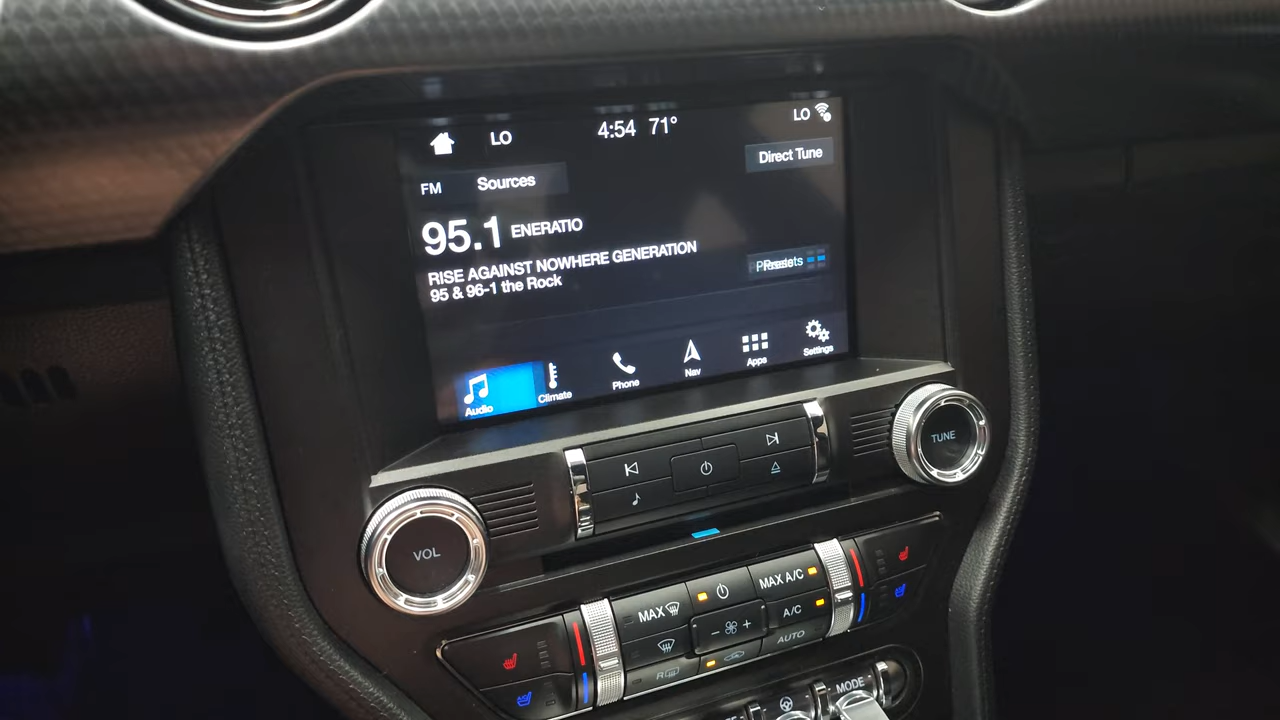 LO 4:54 71° LO
Direct Tune
FM Sources
95.1 ENERATIO
RISE AGAINST NOWHERE GENERATION
95 & 96-1 the Rock
Presets
Audio Climate Phone Nav Apps Settings
TUNE
VOL
MAX A/C
MAX
A/C
AUTO
R
MODE